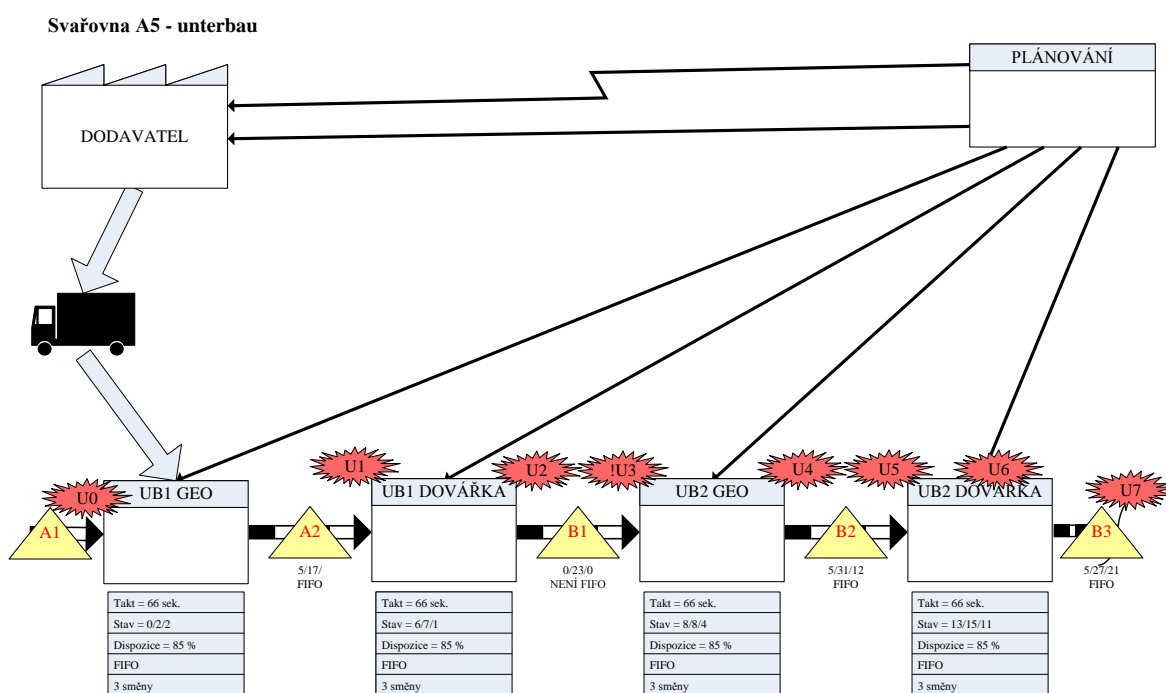 Svařovna A5 - unterbau
PLÁNOVÁNÍ
DODAVATEL
U0
U1
U2
!U3
U4
U5
U6
U7
UB1 GEO
UB1 DOVÁŘKA
UB2 GEO
UB2 DOVÁŘKA
A1
A2
B1
B2
B3
5/17/
FIFO
0/23/0
NENÍ FIFO
5/31/12
FIFO
5/27/21
FIFO
Takt = 66 sek.
Stav = 0/2/2
Dispozice = 85 %
FIFO
3 směny
Takt = 66 sek.
Stav = 6/7/1
Dispozice = 85 %
FIFO
3 směny
Takt = 66 sek.
Stav = 8/8/4
Dispozice = 85 %
FIFO
3 směny
Takt = 66 sek.
Stav = 13/15/11
Dispozice = 85 %
FIFO
3 směny